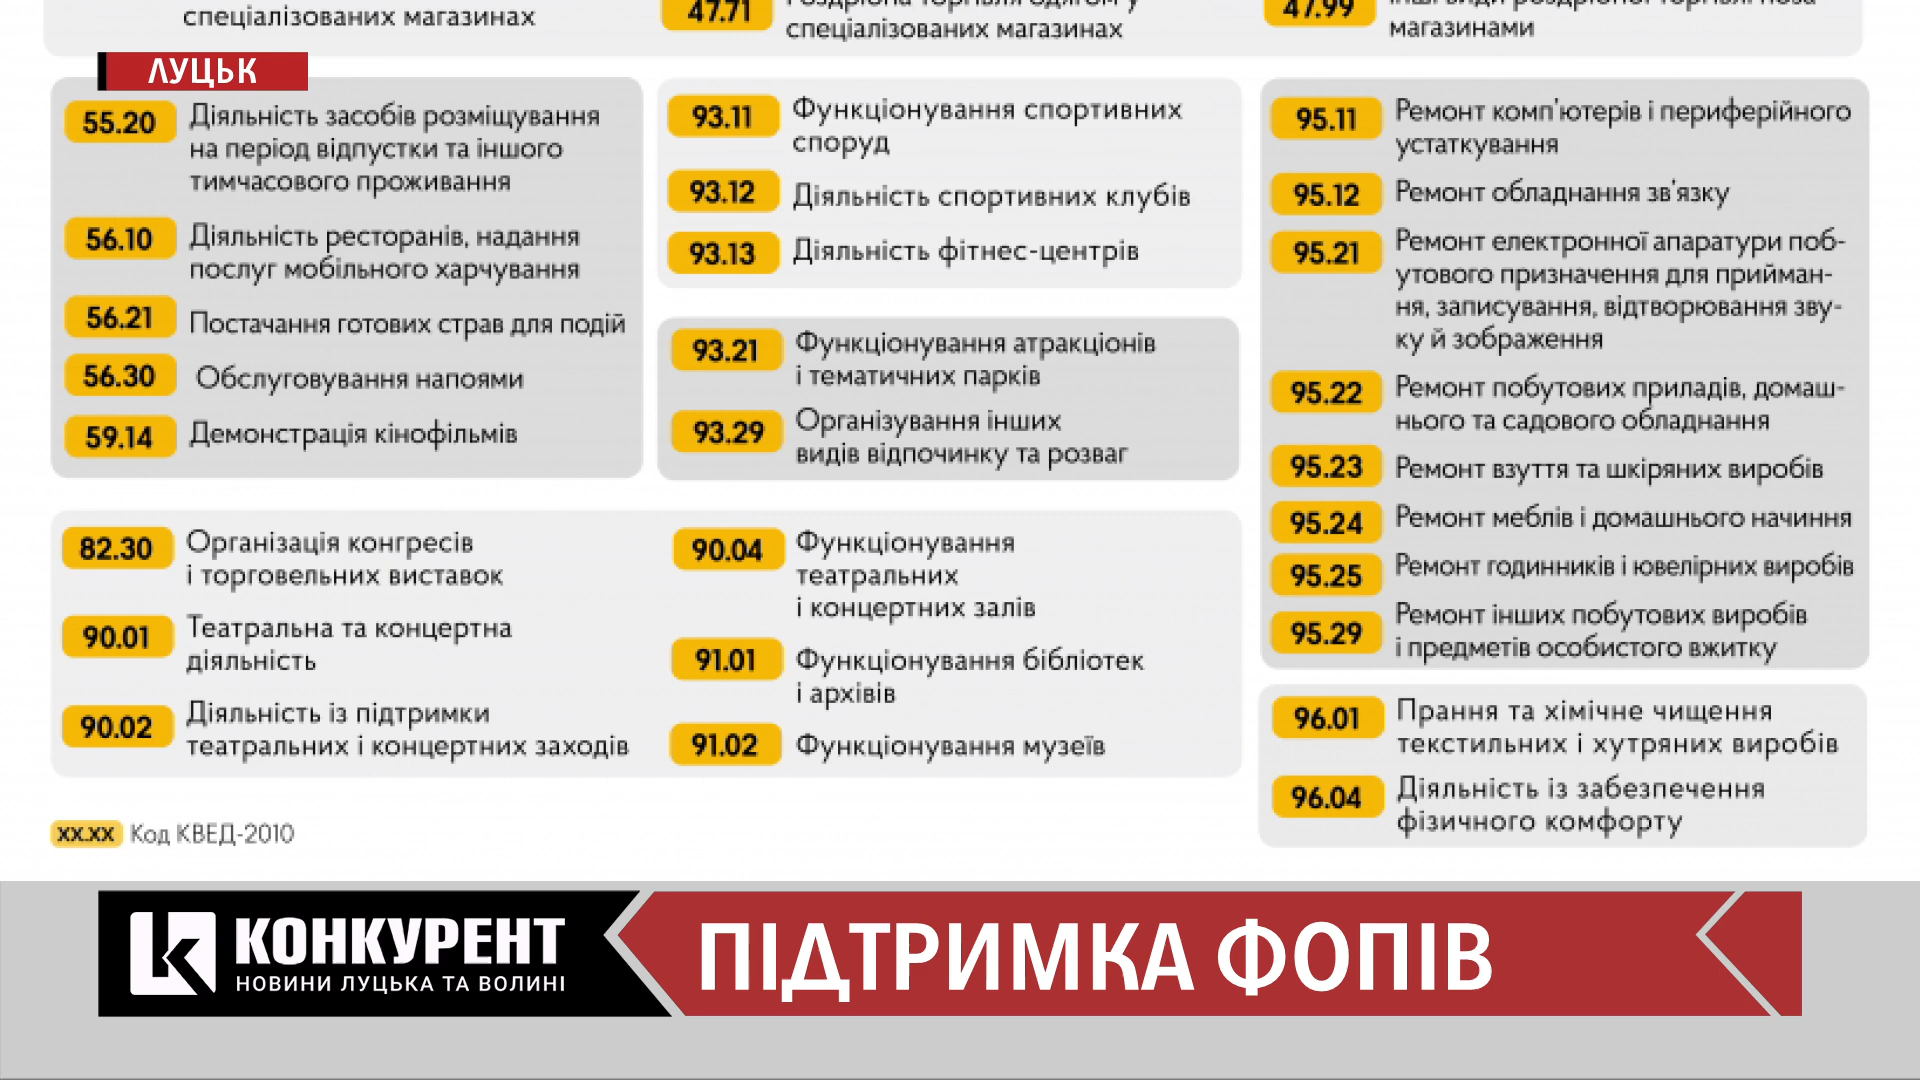 спеціалізованих магазинах
47.71
спеціалізованих магазинах
47.99
магазинами
ЛУЦЬК
55.20 Діяльність засобів розміщування
на період відпустки та іншого
тимчасового проживання
56.10 Діяльність ресторанів, надання
послуг мобільного харчування
56.21 Постачання готових страв для подій
56.30 Обслуговування напоями
59.14 Демонстрація кінофільмів
93.11 Функціонування спортивних
споруд
93.12 Діяльність спортивних клубів
93.13 Діяльність фітнес-центрів
93.21 Функціонування атракціонів
і тематичних парків
93.29 Організування інших
видів відпочинку та розваг
82.30 Організація конгресів
і торговельних виставок
90.01 Театральна та концертна
діяльність
90.02 Діяльність із підтримки
театральних і концертних заходів
90.04 Функціонування
театральних
і концертних залів
91.01 Функціонування бібліотек
і архівів
91.02 Функціонування музеїв
95.11 Ремонт комп'ютерів і периферійного
устаткування
95.12 Ремонт обладнання зв'язку
95.21 Ремонт електронної апаратури поб-
утового призначення для прийман-
ня, записування, відтворювання зву-
ку й зображення
95.22 Ремонт побутових приладів, домаш-
нього та садового обладнання
95.23 Ремонт взуття та шкіряних виробів
95.24 Ремонт меблів і домашнього начиння
95.25 Ремонт годинників і ювелірних виробів
95.29 Ремонт інших побутових виробів
і предметів особистого вжитку
96.01 Прання та хімічне чищення
текстильних і хутряних виробів
96.04 Діяльність із забезпечення
фізичного комфорту
XX.XX Код КВЕД-2010
КОНКУРЕНТ
НОВИНИ ЛУЦЬКА ТА ВОЛИНІ
ПІДТРИМКА ФОПІВ